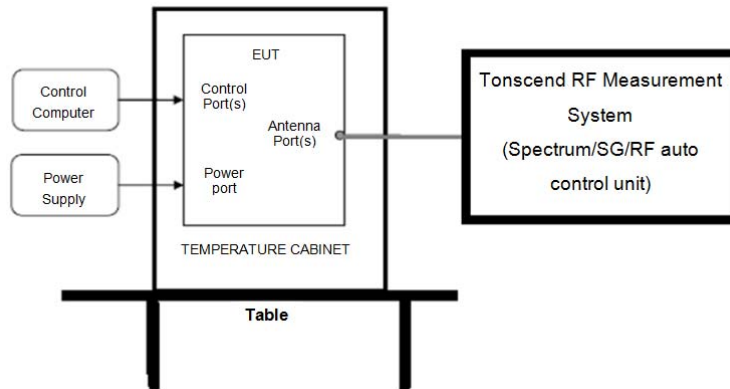 EUT
Control
Computer
Control
Port(s)
Antenna
Port(s)
Power
Supply
Power
port
TEMPERATURE CABINET
Table
Tonscend RF Measurement
System
(Spectrum/SG/RF auto
control unit)